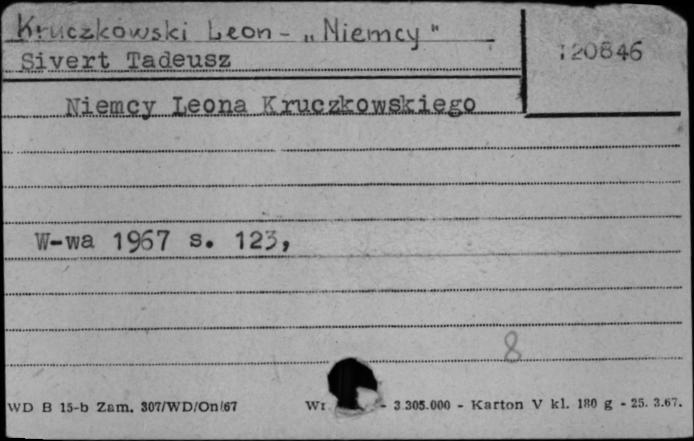 Kruczkowski Leon - „Niemcy"
120846
Sivert Tadeusz
Niemcy Leona Kruczkowskiego
W-wa 1967 s. 123,
8
WD B 15-b Zam. 307/WD/On/67 - 3.305.000 - Karton V kl. 180 g - 25. 3.67.